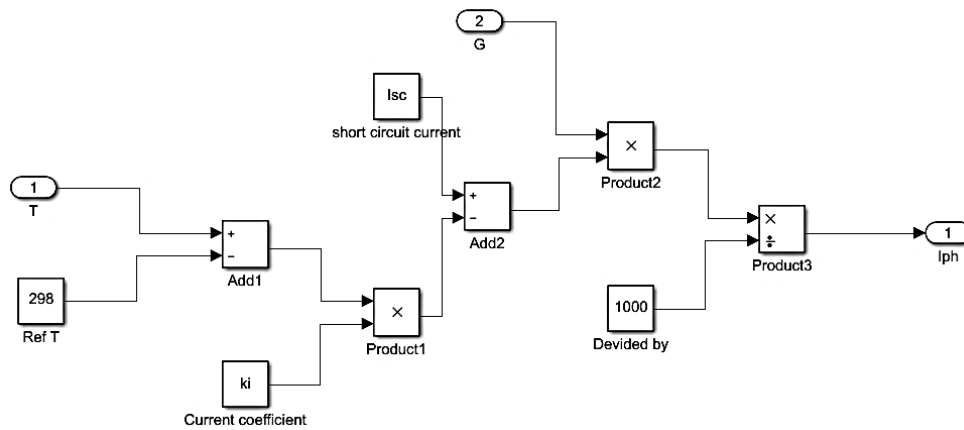 2
G
Isc
short circuit current
×
Product2
1
T
+
−
Add2
×
÷
Product3
1
Iph
+
−
Add1
298
Ref T
×
Product1
1000
Devided by
ki
Current coefficient